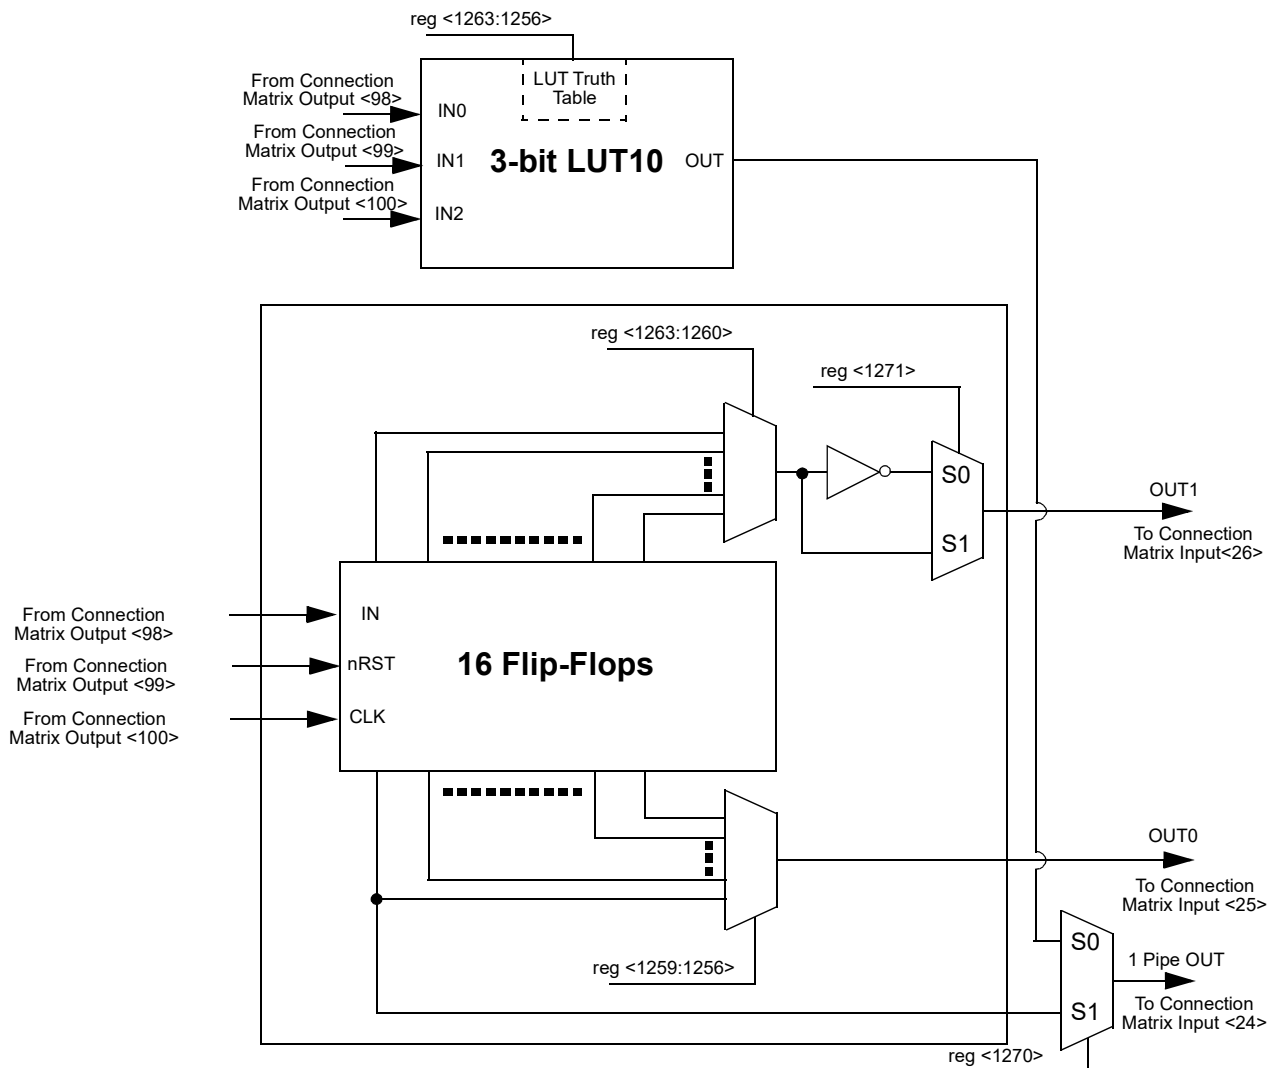 reg <1263:1256>
From Connection
Matrix Output <98>
From Connection
Matrix Output <99>
From Connection
Matrix Output <100>
IN0
IN1
IN2
LUT Truth
Table
3-bit LUT10
OUT
reg <1263:1260>
reg <1271>
S0
S1
OUT1
To Connection
Matrix Input<26>
From Connection
Matrix Output <98>
From Connection
Matrix Output <99>
From Connection
Matrix Output <100>
IN
nRST
CLK
16 Flip-Flops
OUT0
To Connection
Matrix Input <25>
reg <1259:1256>
S0
S1
1 Pipe OUT
To Connection
Matrix Input <24>
reg <1270>